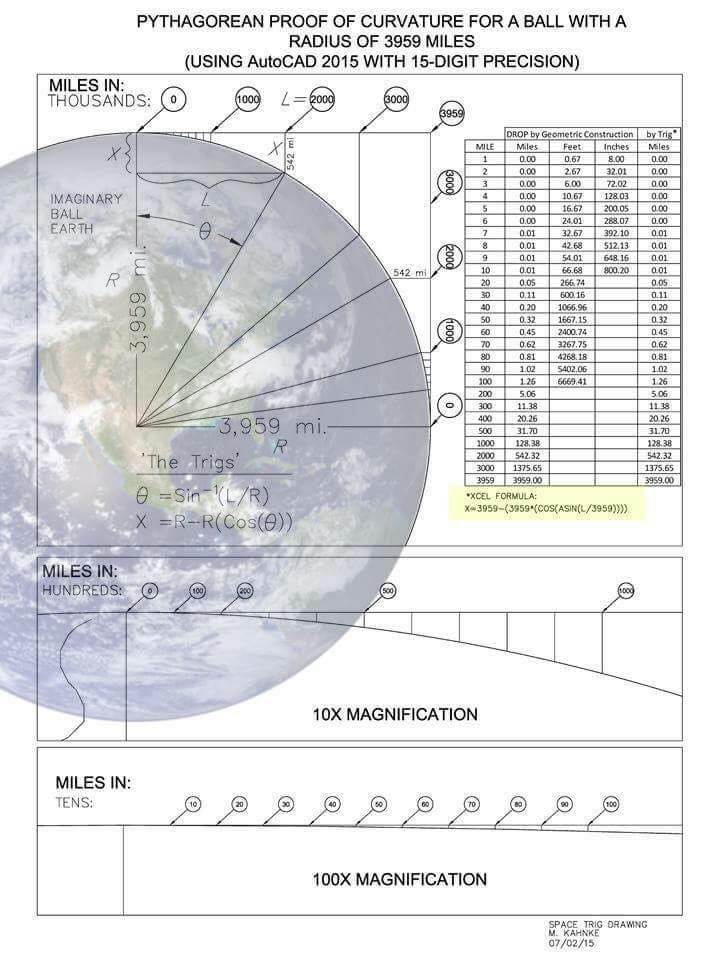 PYTHAGOREAN PROOF OF CURVATURE FOR A BALL WITH A
RADIUS OF 3959 MILES
(USING AutoCAD 2015 WITH 15-DIGIT PRECISION)
MILES IN:
THOUSANDS: 0 1000 L=2000 3000 3959
DROP by Geometric Construction by Trig*
MILE Miles Feet Inches Miles
1 0.00 0.67 8.00 0.00
2 0.00 2.67 32.01 0.00
3 0.00 6.00 72.02 0.00
4 0.00 10.67 128.03 0.00
5 0.00 16.67 200.05 0.00
6 0.00 24.01 288.07 0.00
7 0.01 32.67 392.10 0.01
8 0.01 42.68 512.13 0.01
9 0.01 54.01 648.16 0.01
10 0.01 66.68 800.20 0.01
20 0.05 266.74 0.05
30 0.11 600.16 0.11
40 0.20 1066.96 0.20
50 0.32 1667.15 0.32
60 0.45 2400.74 0.45
70 0.62 3267.75 0.62
80 0.81 4268.18 0.81
90 1.02 5402.06 1.02
100 1.26 6669.41 1.26
200 5.06 5.06
300 11.38 11.38
400 20.26 20.26
500 31.70 31.70
1000 128.38 128.38
2000 542.32 542.32
3000 1375.65 1375.65
3959 3959.00 3959.00
*XCEL FORMULA:
X=3959-(3959*(COS(ASIN(L/3959))))
X
X
542 mi
L
IMAGINARY
BALL
EARTH
θ
R
3,959 mi.
542 mi
3000
2000
1000
0
3,959 mi.
R
'The Trigs'
θ =Sin⁻¹(L/R)
X =R-R(Cos(θ))
MILES IN:
HUNDREDS: 0 100 200 500 1000
10X MAGNIFICATION
MILES IN:
TENS: 10 20 30 40 50 60 70 80 90 100
100X MAGNIFICATION
SPACE TRIG DRAWING
M. KAHNKE
07/02/15